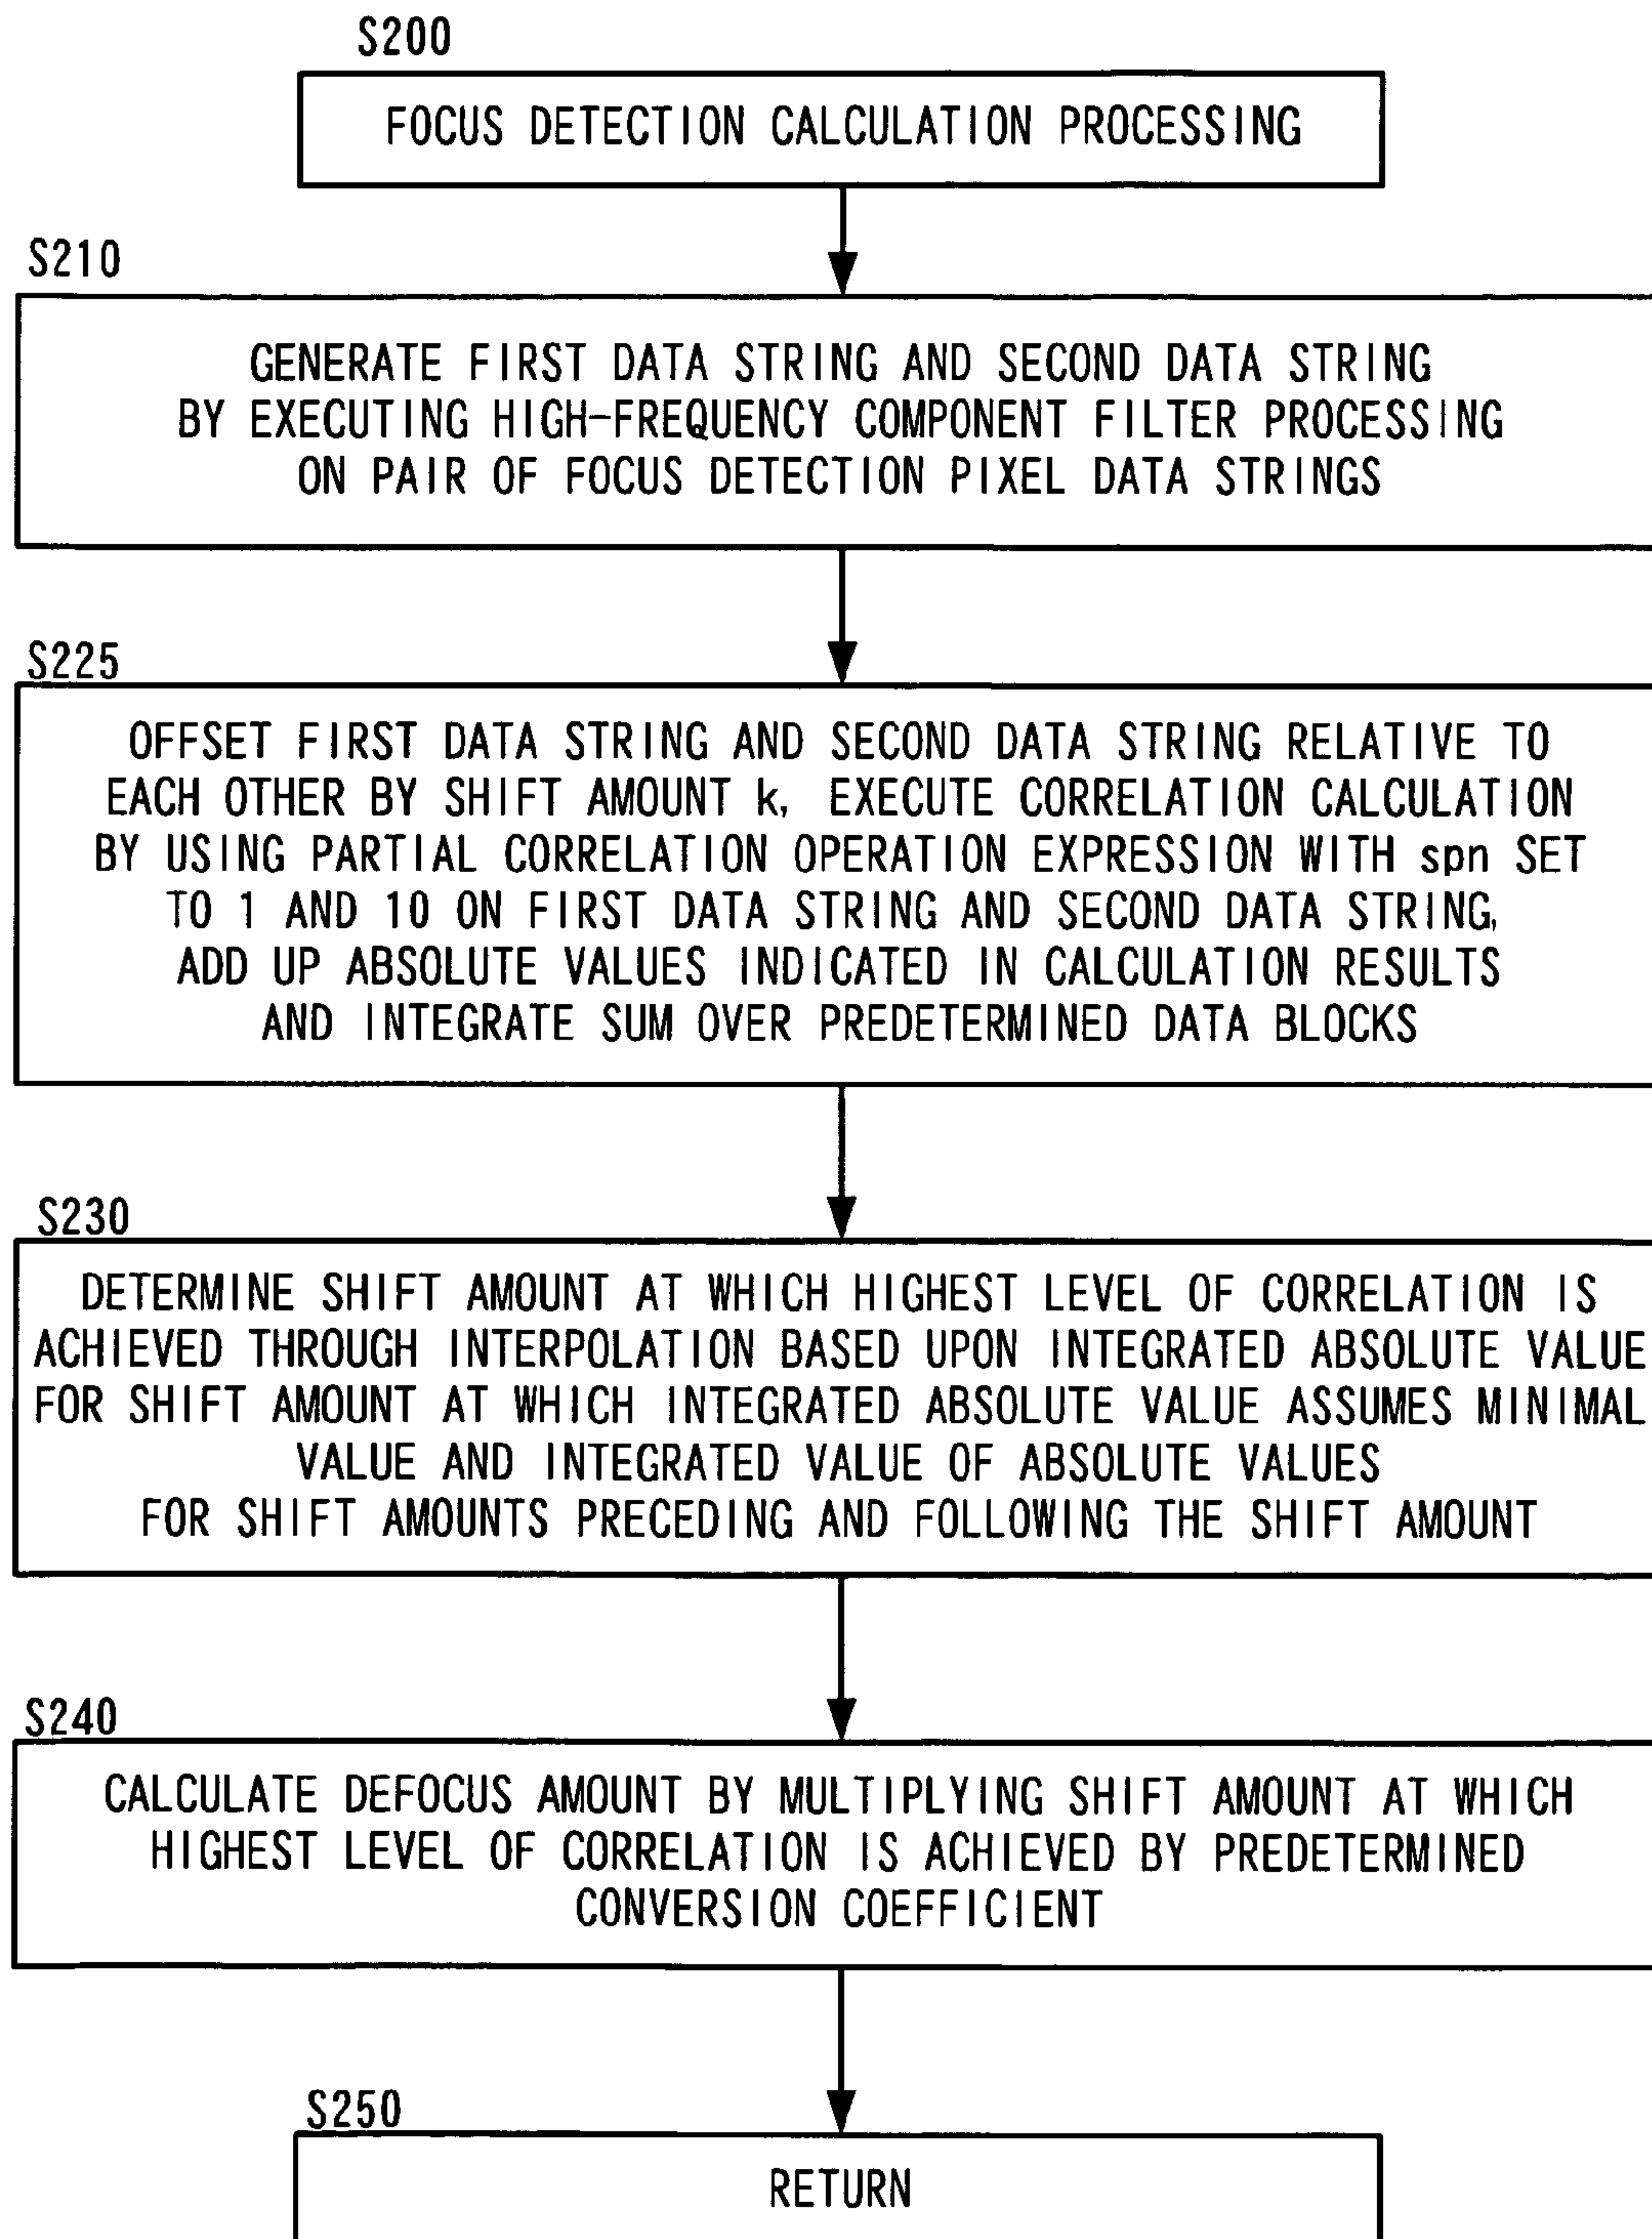 S200
FOCUS DETECTION CALCULATION PROCESSING
S210
GENERATE FIRST DATA STRING AND SECOND DATA STRING
BY EXECUTING HIGH-FREQUENCY COMPONENT FILTER PROCESSING
ON PAIR OF FOCUS DETECTION PIXEL DATA STRINGS
S225
OFFSET FIRST DATA STRING AND SECOND DATA STRING RELATIVE TO
EACH OTHER BY SHIFT AMOUNT k, EXECUTE CORRELATION CALCULATION
BY USING PARTIAL CORRELATION OPERATION EXPRESSION WITH spn SET
TO 1 AND 10 ON FIRST DATA STRING AND SECOND DATA STRING,
ADD UP ABSOLUTE VALUES INDICATED IN CALCULATION RESULTS
AND INTEGRATE SUM OVER PREDETERMINED DATA BLOCKS
S230
DETERMINE SHIFT AMOUNT AT WHICH HIGHEST LEVEL OF CORRELATION IS
ACHIEVED THROUGH INTERPOLATION BASED UPON INTEGRATED ABSOLUTE VALUE
FOR SHIFT AMOUNT AT WHICH INTEGRATED ABSOLUTE VALUE ASSUMES MINIMAL
VALUE AND INTEGRATED VALUE OF ABSOLUTE VALUES
FOR SHIFT AMOUNTS PRECEDING AND FOLLOWING THE SHIFT AMOUNT
S240
CALCULATE DEFOCUS AMOUNT BY MULTIPLYING SHIFT AMOUNT AT WHICH
HIGHEST LEVEL OF CORRELATION IS ACHIEVED BY PREDETERMINED
CONVERSION COEFFICIENT
S250
RETURN